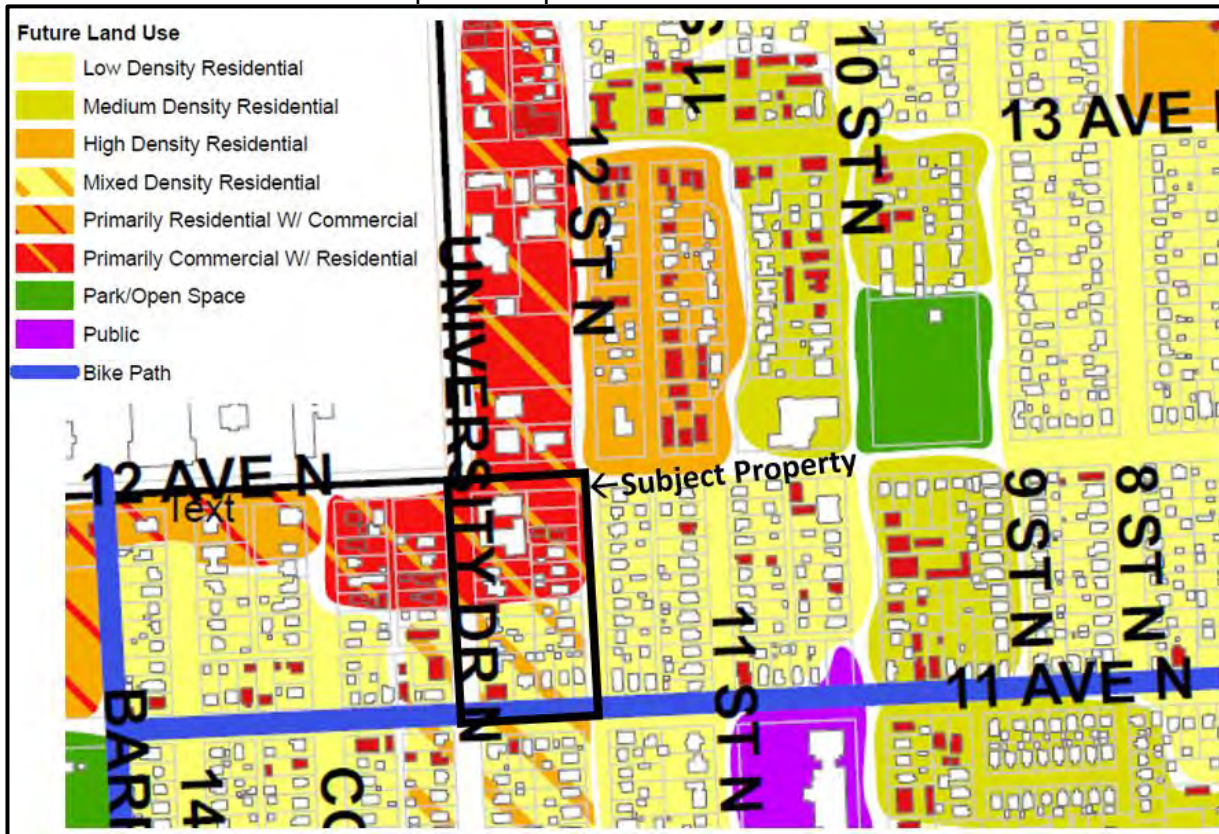 Future Land Use
Low Density Residential
Medium Density Residential
High Density Residential
Mixed Density Residential
Primarily Residential W/ Commercial
Primarily Commercial W/ Residential
Park/Open Space
Public
Bike Path
10 ST N
13 AVE
12 ST N
UNIVERSITY DR N
←Subject Property
12 AVE N
Text
9 ST N
8 ST N
11 ST N
11 AVE N
14